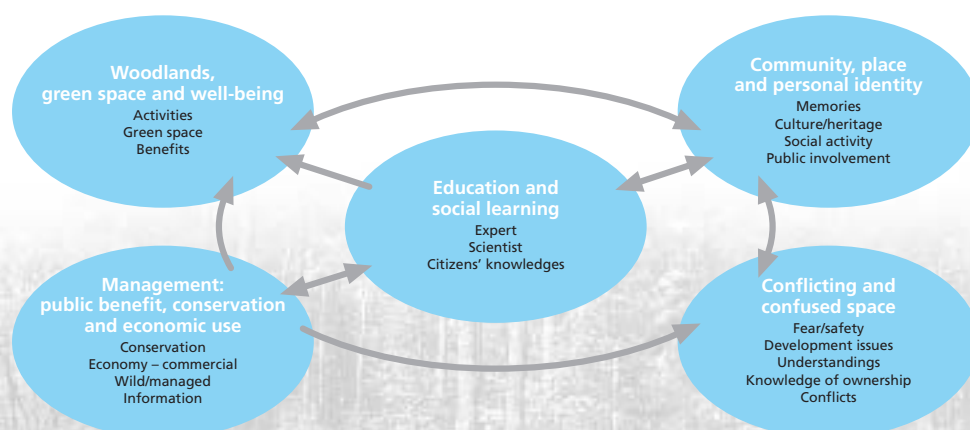 Woodlands,
green space and well-being
Activities
Green space
Benefits
Community, place
and personal identity
Memories
Culture/heritage
Social activity
Public involvement
Education and
social learning
Expert
Scientist
Citizens' knowledges
Management:
public benefit, conservation
and economic use
Conservation
Economy – commercial
Wild/managed
Information
Conflicting and
confused space
Fear/safety
Development issues
Understandings
Knowledge of ownership
Conflicts